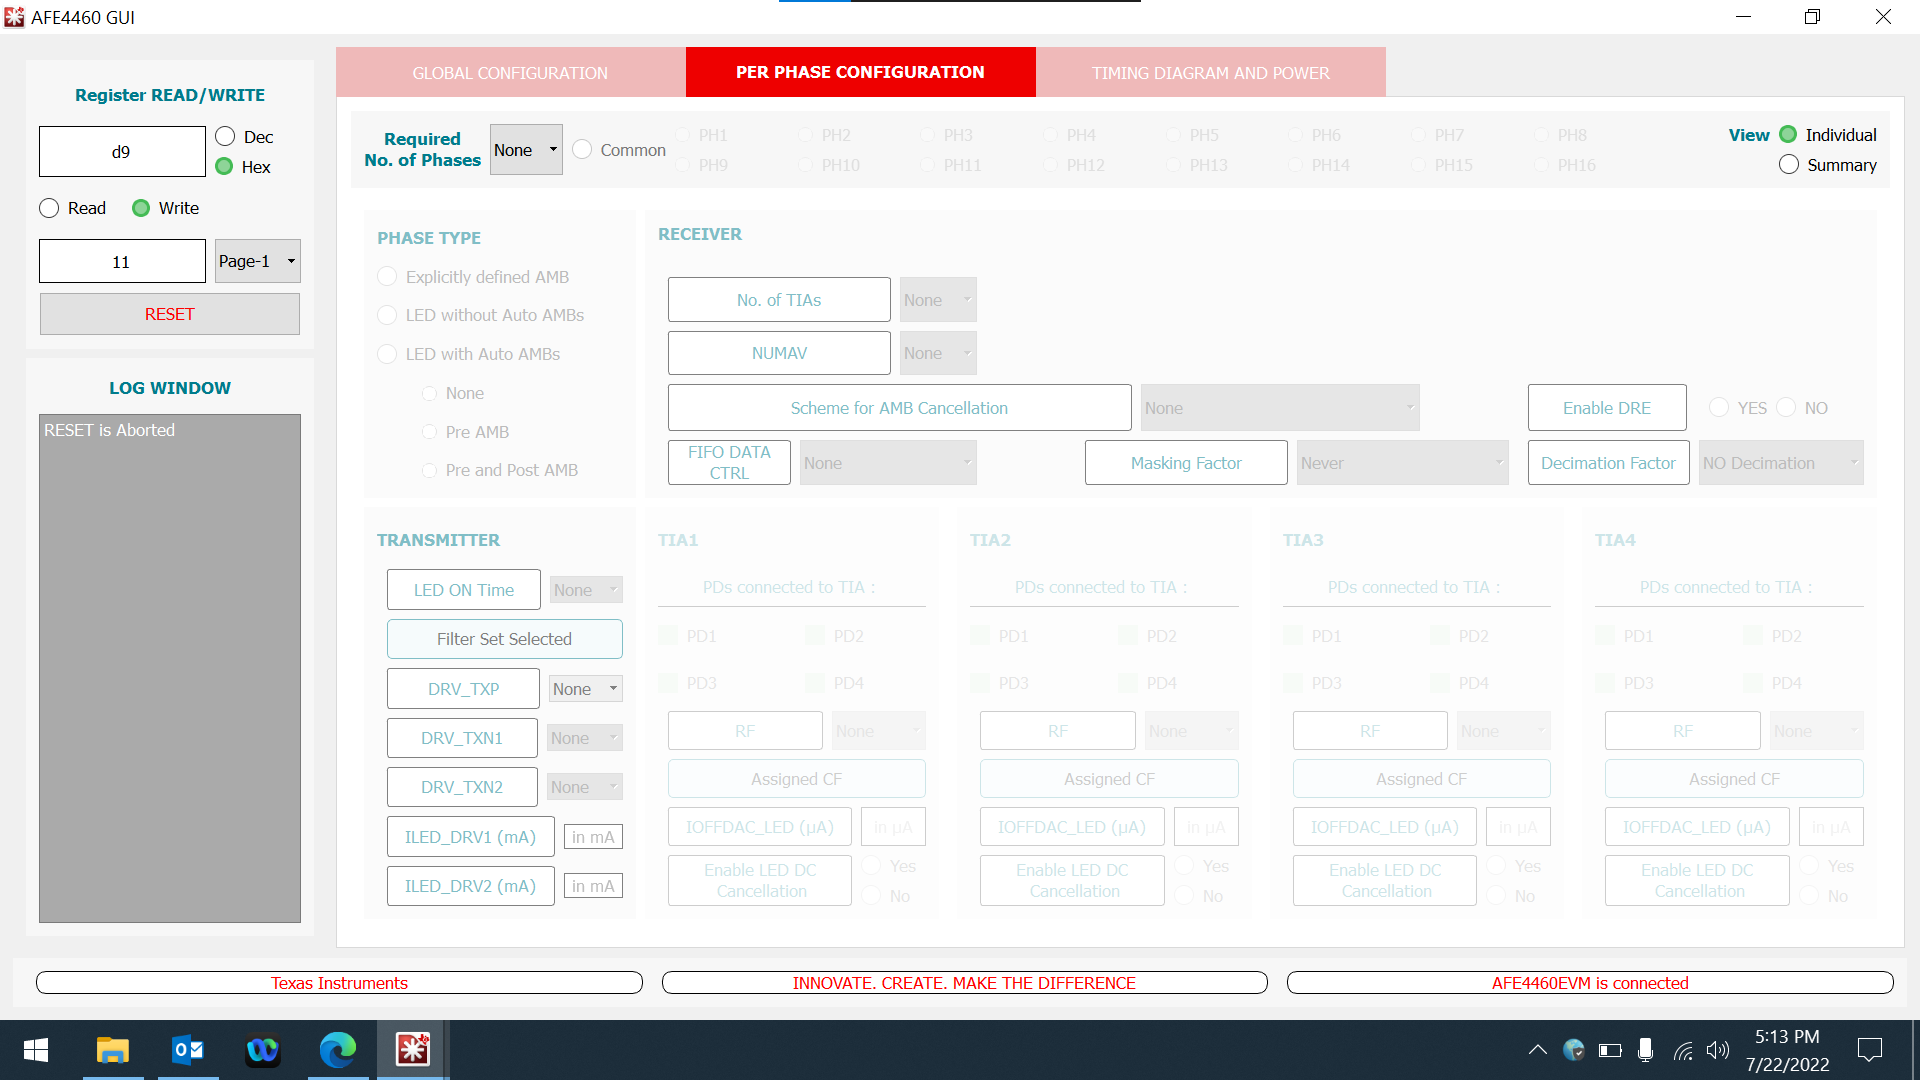 AFE4460 GUI
GLOBAL CONFIGURATION
PER PHASE CONFIGURATION
TIMING DIAGRAM AND POWER
Register READ/WRITE
d9
Dec
Hex
Read
Write
11
Page-1
RESET
LOG WINDOW
RESET is Aborted
Required
No. of Phases
None
Common
PH1 PH2 PH3 PH4 PH5 PH6 PH7 PH8
PH9 PH10 PH11 PH12 PH13 PH14 PH15 PH16
View
Individual
Summary
PHASE TYPE
Explicitly defined AMB
LED without Auto AMBs
LED with Auto AMBs
None
Pre AMB
Pre and Post AMB
RECEIVER
No. of TIAs None
NUMAV None
Scheme for AMB Cancellation None
Enable DRE YES NO
FIFO DATA
CTRL
None
Masking Factor Never
Decimation Factor NO Decimation
TRANSMITTER
LED ON Time None
Filter Set Selected
DRV_TXP None
DRV_TXN1 None
DRV_TXN2 None
ILED_DRV1 (mA) in mA
ILED_DRV2 (mA) in mA
TIA1
PDs connected to TIA :
PD1 PD2
PD3 PD4
RF None
Assigned CF
IOFFDAC_LED (µA) in µA
Enable LED DC
Cancellation
Yes
No
TIA2
PDs connected to TIA :
PD1 PD2
PD3 PD4
RF None
Assigned CF
IOFFDAC_LED (µA) in µA
Enable LED DC
Cancellation
Yes
No
TIA3
PDs connected to TIA :
PD1 PD2
PD3 PD4
RF None
Assigned CF
IOFFDAC_LED (µA) in µA
Enable LED DC
Cancellation
Yes
No
TIA4
PDs connected to TIA :
PD1 PD2
PD3 PD4
RF None
Assigned CF
IOFFDAC_LED (µA) in µA
Enable LED DC
Cancellation
Yes
No
Texas Instruments
INNOVATE. CREATE. MAKE THE DIFFERENCE
AFE4460EVM is connected
5:13 PM
7/22/2022